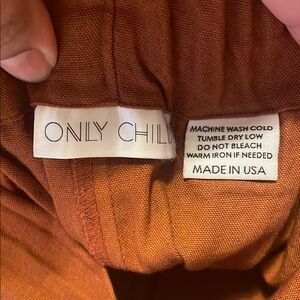 ONLY CHIL
MACHINE WASH COLD
TUMBLE DRY LOW
DO NOT BLEACH
WARM IRON IF NEEDED
MADE IN USA